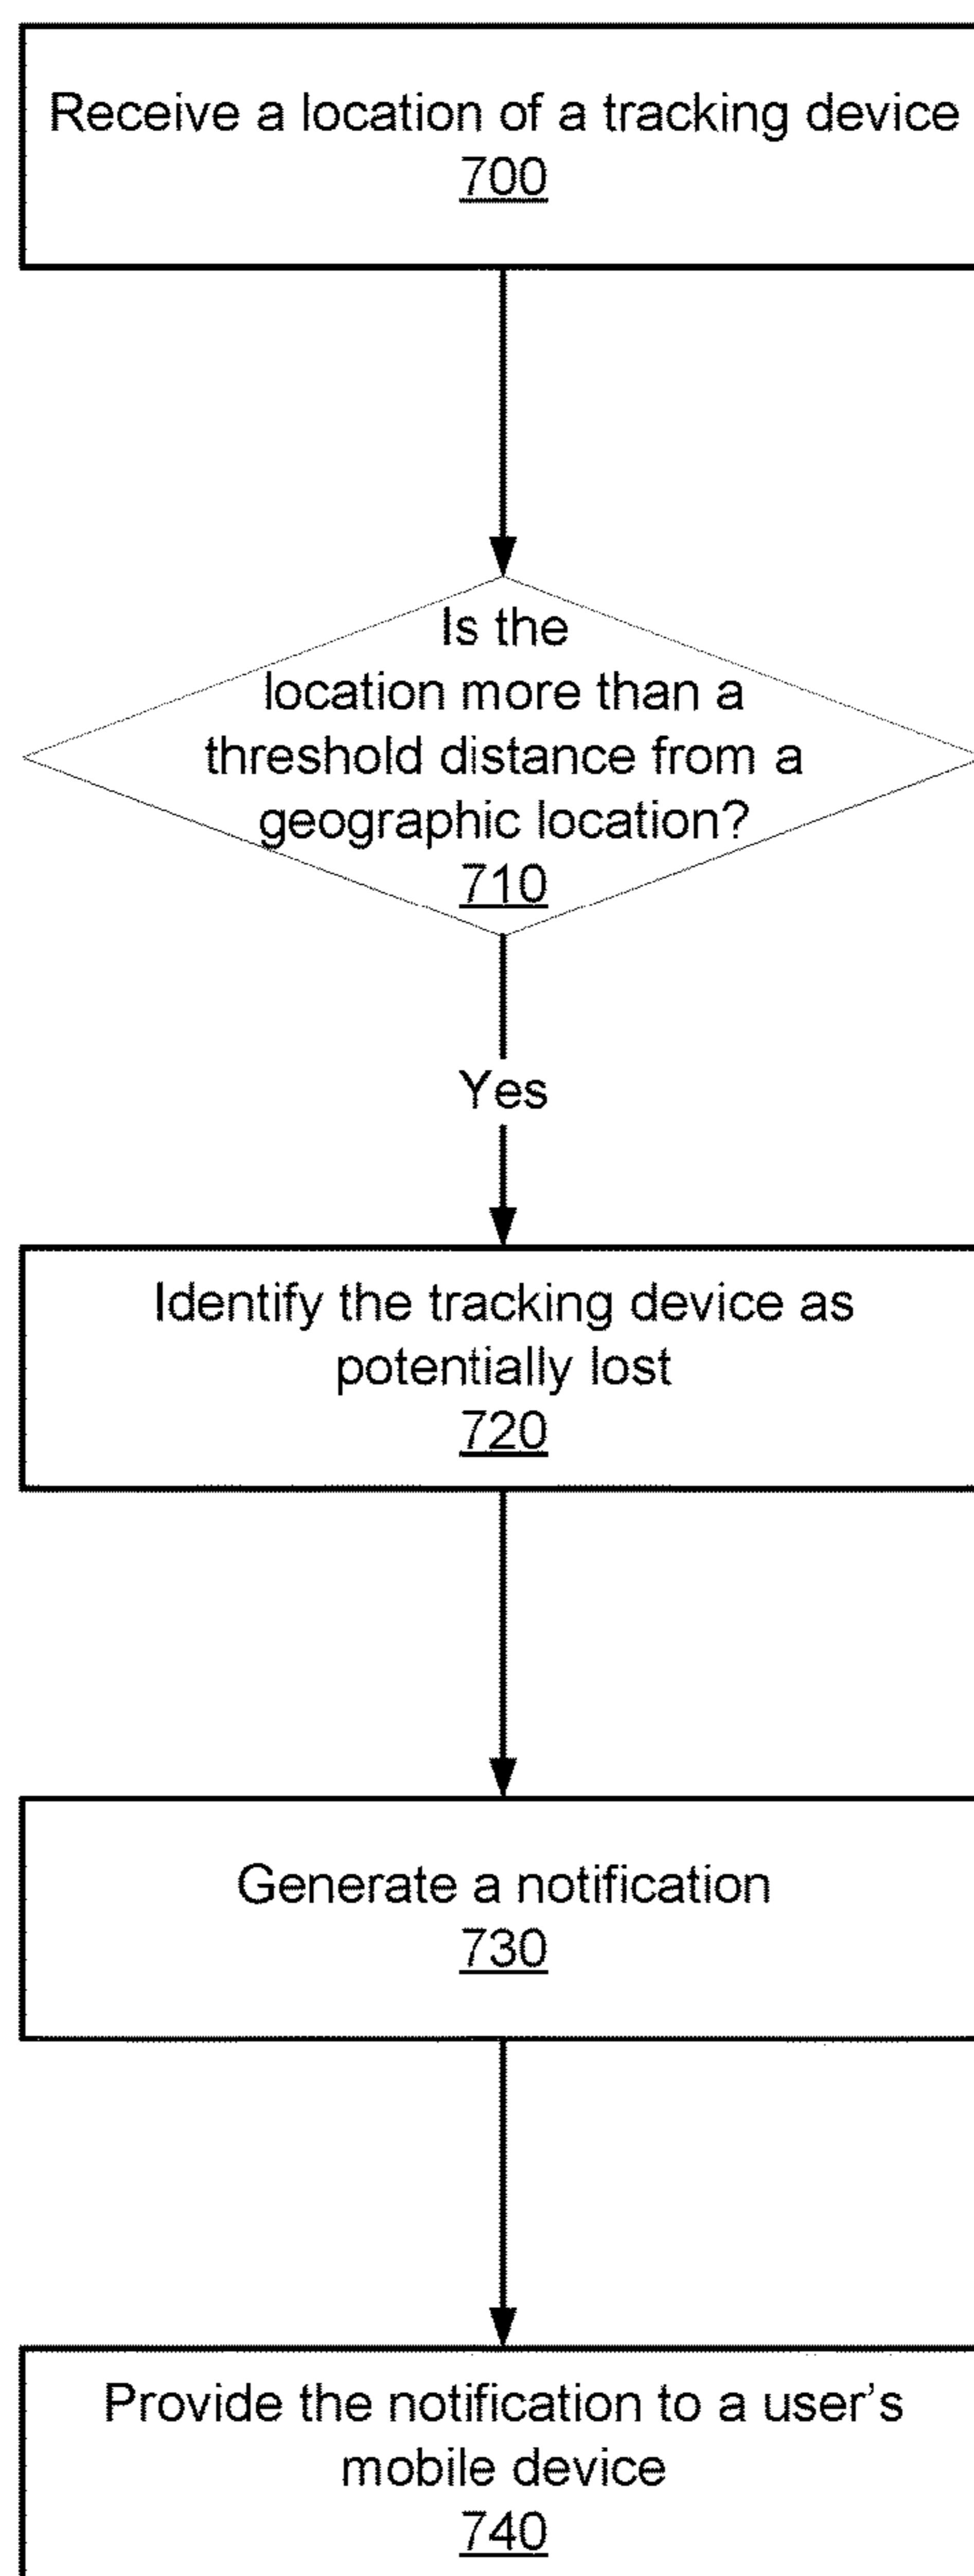 Receive a location of a tracking device
700
Is the
location more than a
threshold distance from a
geographic location?
710
Yes
Identify the tracking device as
potentially lost
720
Generate a notification
730
Provide the notification to a user's
mobile device
740